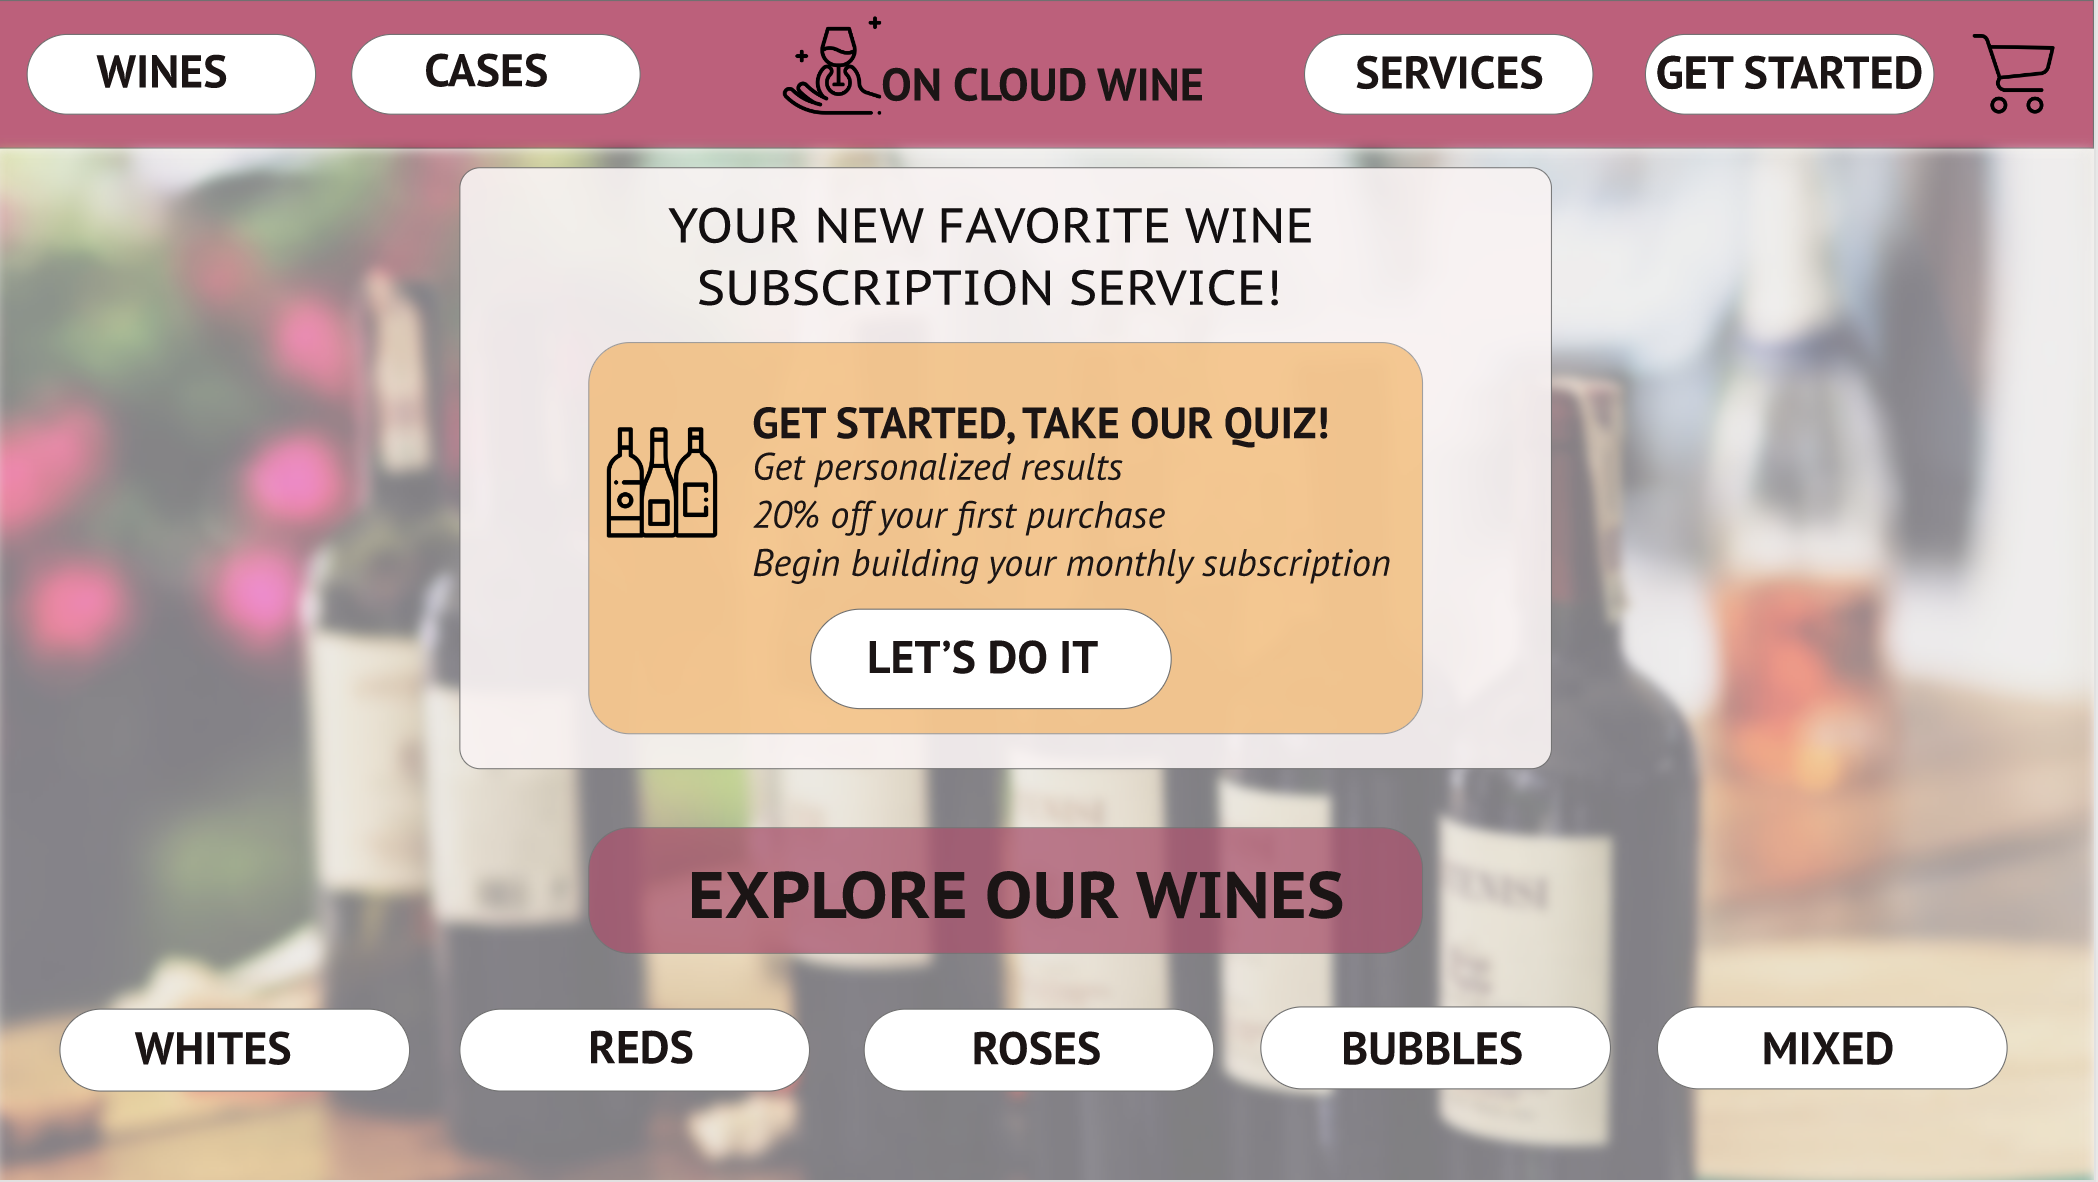 WINES
CASES
ON CLOUD WINE
SERVICES
GET STARTED
YOUR NEW FAVORITE WINE
SUBSCRIPTION SERVICE!
GET STARTED, TAKE OUR QUIZ!
Get personalized results
20% off your first purchase
Begin building your monthly subscription
LET’S DO IT
EXPLORE OUR WINES
WHITES
REDS
ROSES
BUBBLES
MIXED